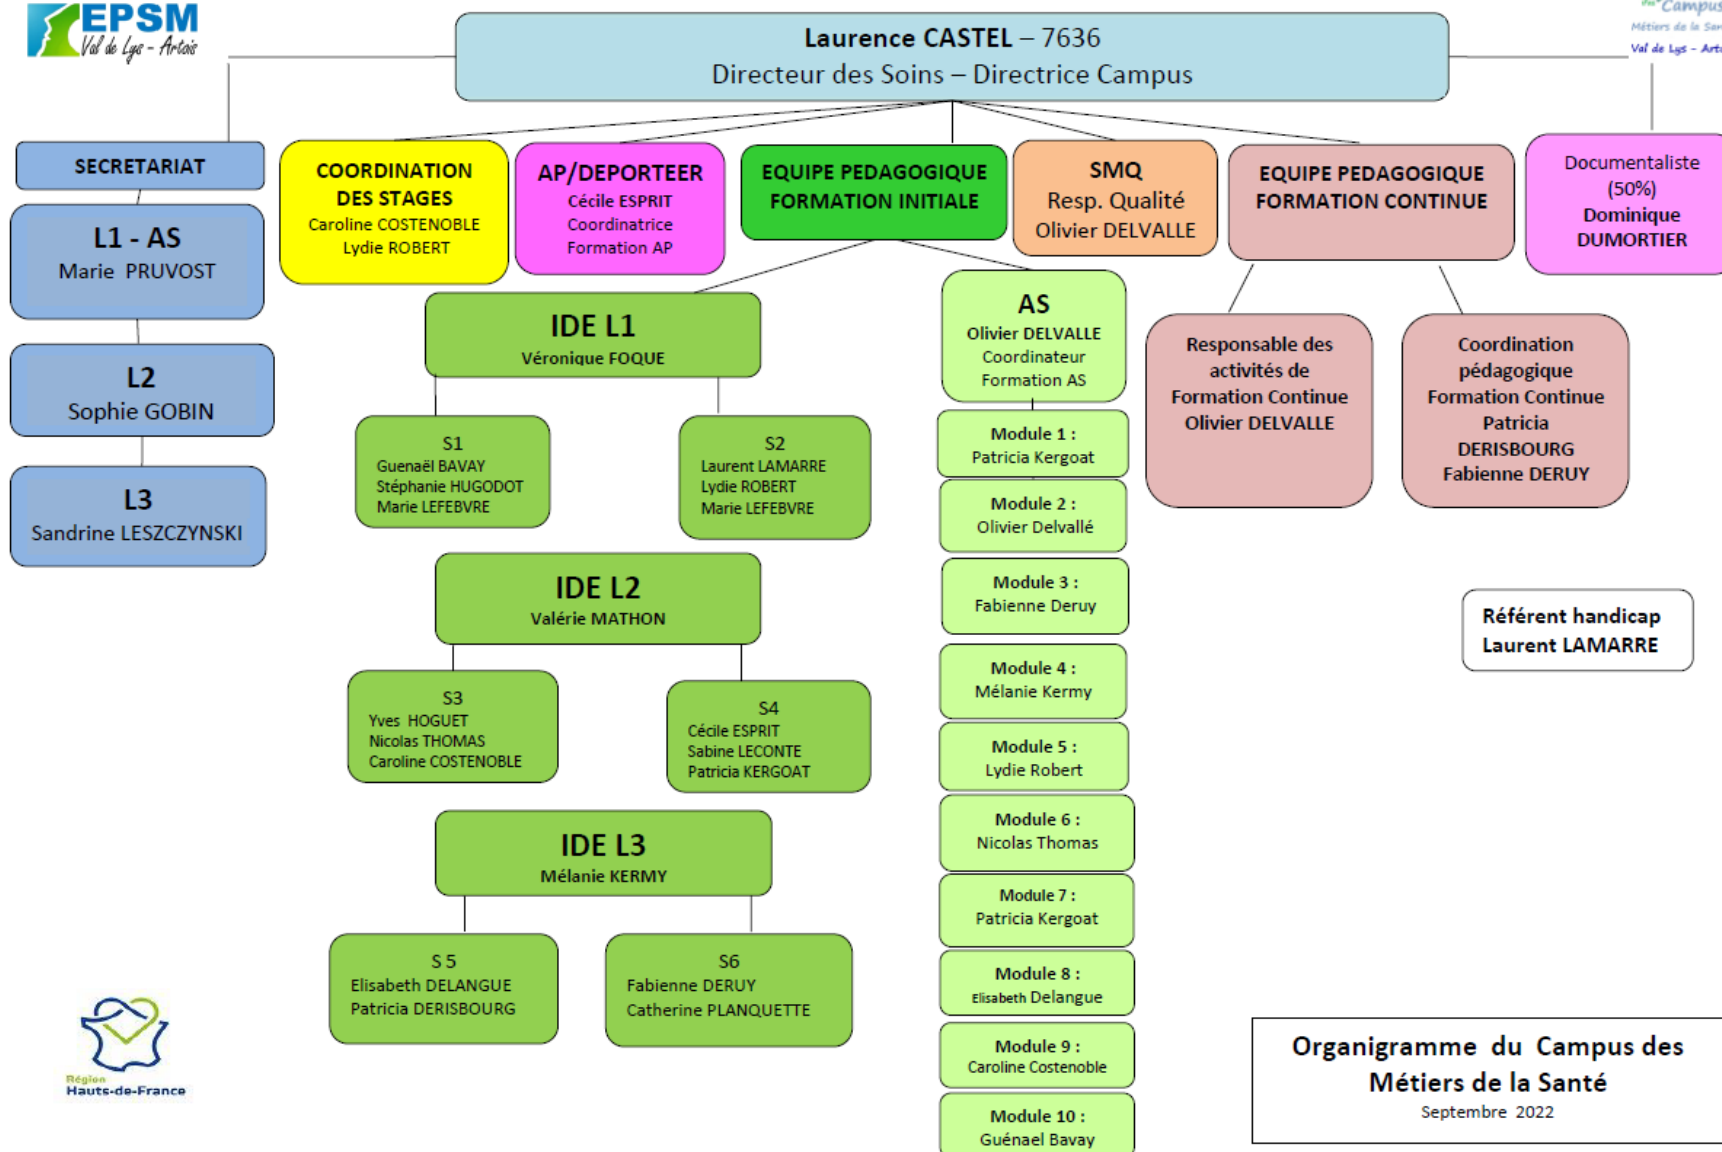 EPSM
Val de Lys - Artois
Campus
Métiers de la San
Val de Lys - Arto
Laurence CASTEL – 7636
Directeur des Soins – Directrice Campus
SECRETARIAT
L1 - AS
Marie PRUVOST
L2
Sophie GOBIN
L3
Sandrine LESZCZYNSKI
COORDINATION
DES STAGES
Caroline COSTENOBLE
Lydie ROBERT
AP/DEPORTEER
Cécile ESPRIT
Coordinatrice
Formation AP
EQUIPE PEDAGOGIQUE
FORMATION INITIALE
SMQ
Resp. Qualité
Olivier DELVALLE
EQUIPE PEDAGOGIQUE
FORMATION CONTINUE
Documentaliste
(50%)
Dominique
DUMORTIER
IDE L1
Véronique FOQUE
S1
Guenaël BAVAY
Stéphanie HUGODOT
Marie LEFEBVRE
S2
Laurent LAMARRE
Lydie ROBERT
Marie LEFEBVRE
IDE L2
Valérie MATHON
S3
Yves HOGUET
Nicolas THOMAS
Caroline COSTENOBLE
S4
Cécile ESPRIT
Sabine LECONTE
Patricia KERGOAT
IDE L3
Mélanie KERMY
S 5
Elisabeth DELANGUE
Patricia DERISBOURG
S6
Fabienne DERUY
Catherine PLANQUETTE
AS
Olivier DELVALLE
Coordinateur
Formation AS
Module 1 :
Patricia Kergoat
Module 2 :
Olivier Delvallé
Module 3 :
Fabienne Deruy
Module 4 :
Mélanie Kermy
Module 5 :
Lydie Robert
Module 6 :
Nicolas Thomas
Module 7 :
Patricia Kergoat
Module 8 :
Elisabeth Delangue
Module 9 :
Caroline Costenoble
Module 10 :
Guénael Bavay
Responsable des
activités de
Formation Continue
Olivier DELVALLE
Coordination
pédagogique
Formation Continue
Patricia
DERISBOURG
Fabienne DERUY
Référent handicap
Laurent LAMARRE
Région
Hauts-de-France
Organigramme du Campus des
Métiers de la Santé
Septembre 2022